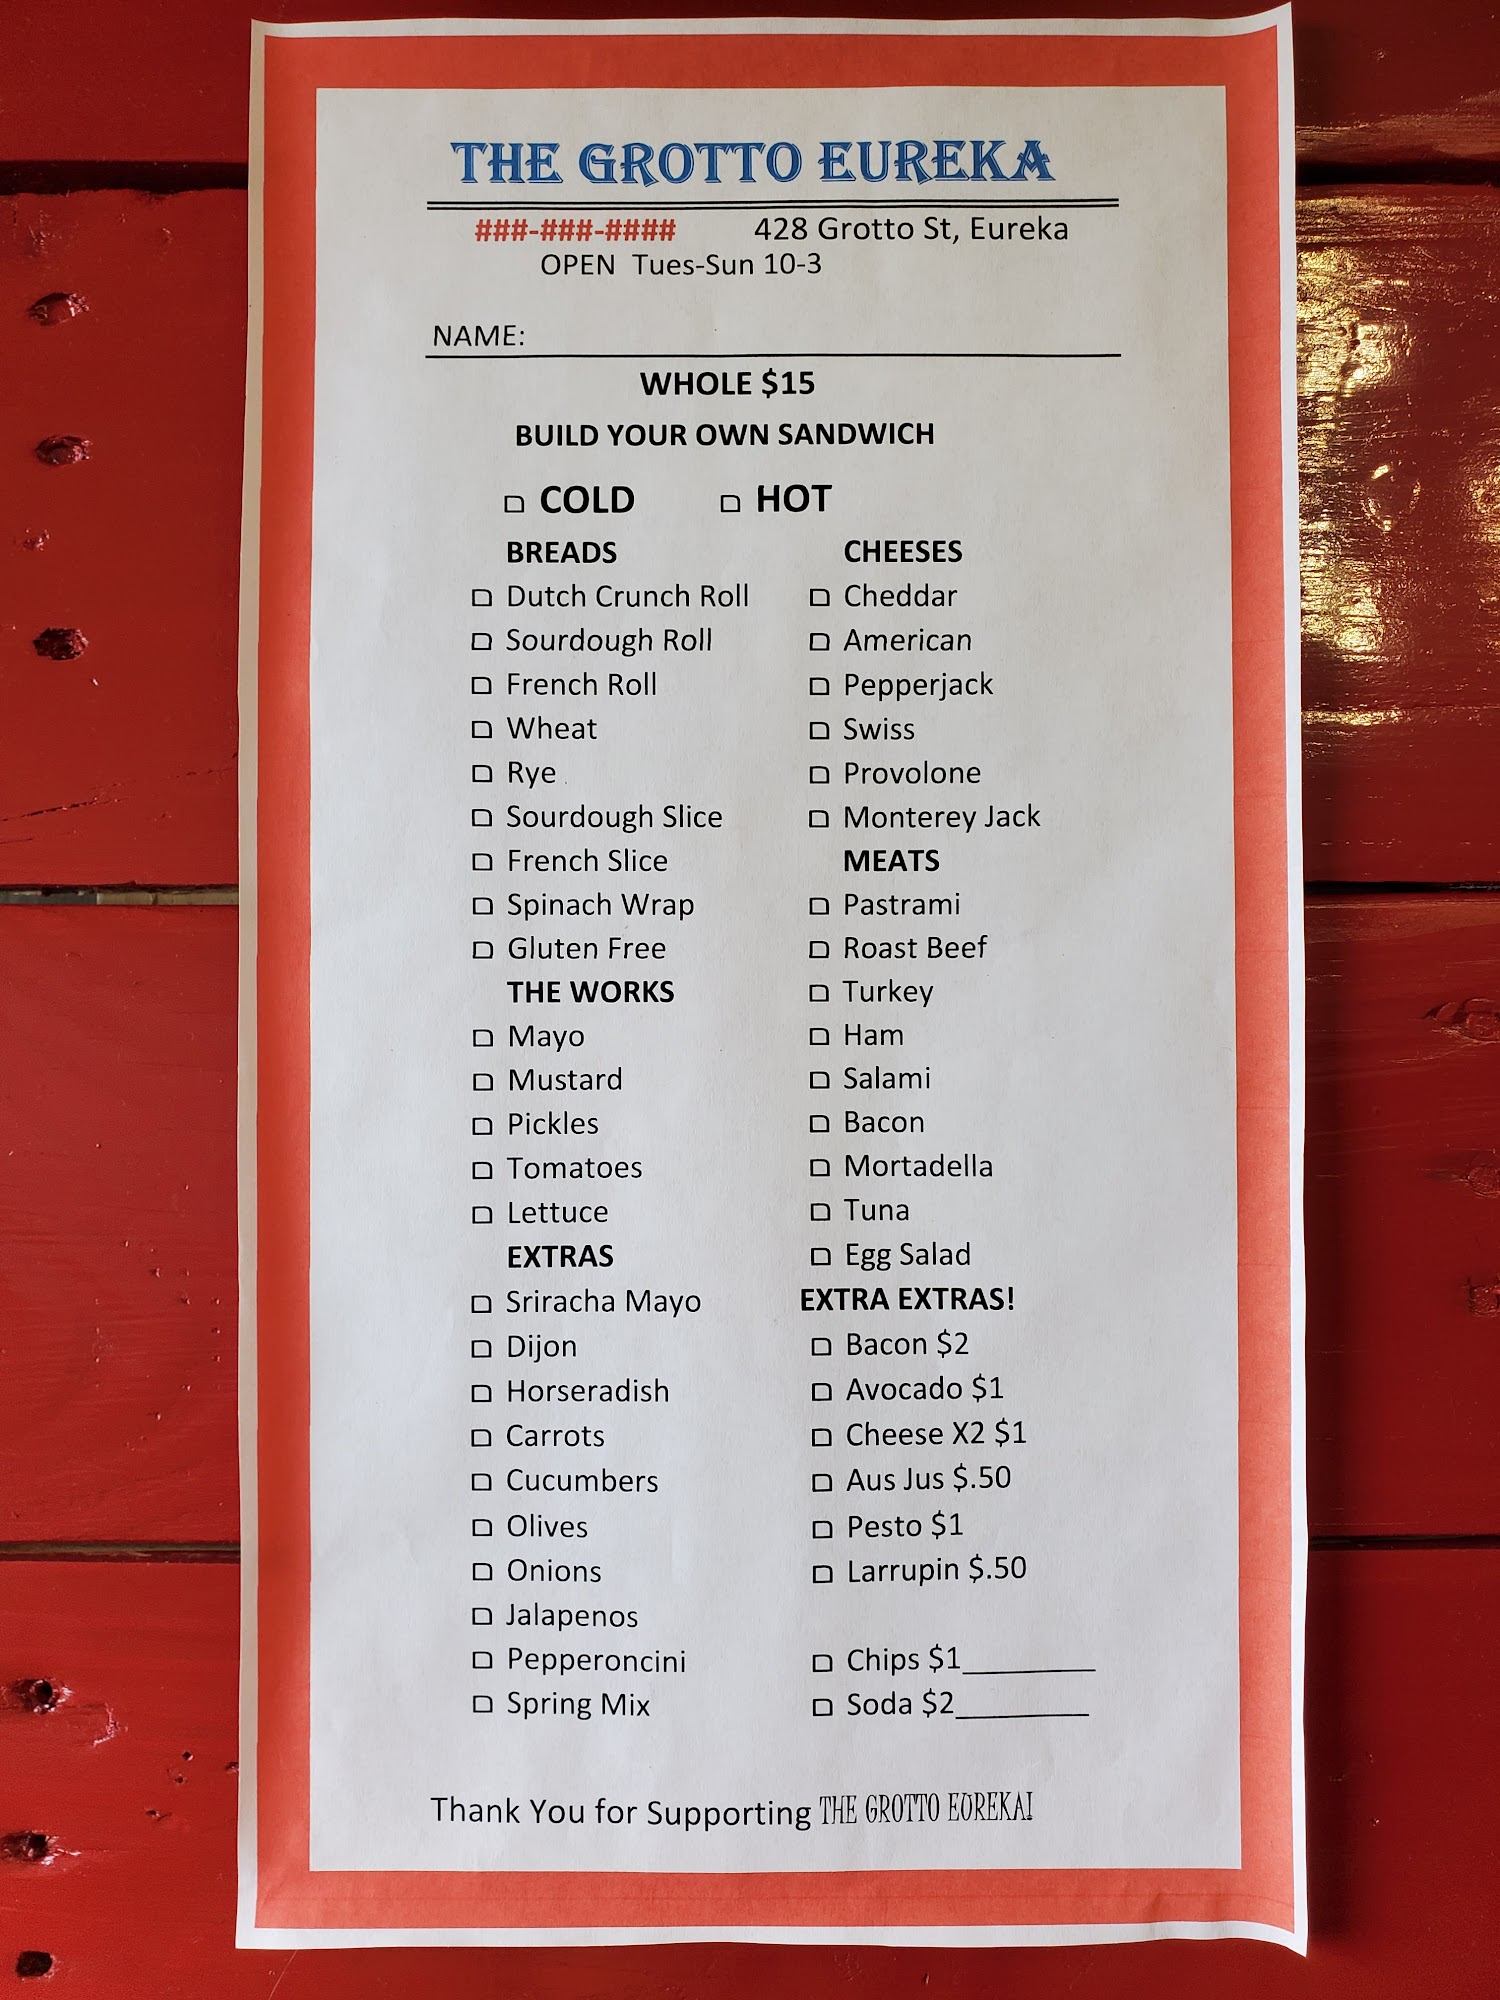 THE GROTTO EUREKA
###-###-#### 428 Grotto St, Eureka
OPEN Tues-Sun 10-3
NAME:
WHOLE $15
BUILD YOUR OWN SANDWICH
COLD HOT
BREADS
Dutch Crunch Roll
Sourdough Roll
French Roll
Wheat
Rye
Sourdough Slice
French Slice
Spinach Wrap
Gluten Free
THE WORKS
Mayo
Mustard
Pickles
Tomatoes
Lettuce
EXTRAS
Sriracha Mayo
Dijon
Horseradish
Carrots
Cucumbers
Olives
Onions
Jalapenos
Pepperoncini
Spring Mix
CHEESES
Cheddar
American
Pepperjack
Swiss
Provolone
Monterey Jack
MEATS
Pastrami
Roast Beef
Turkey
Ham
Salami
Bacon
Mortadella
Tuna
Egg Salad
EXTRA EXTRAS!
Bacon $2
Avocado $1
Cheese X2 $1
Aus Jus $.50
Pesto $1
Larrupin $.50
Chips $1
Soda $2
Thank You for Supporting THE GROTTO EUREKA!